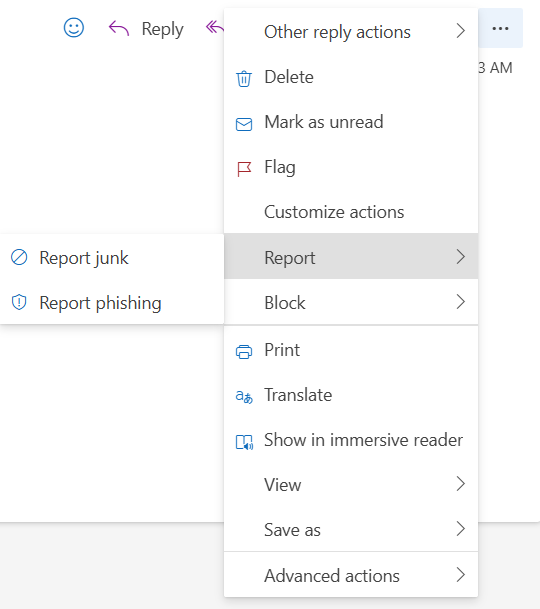 Reply
Other reply actions
3 AM
Delete
Mark as unread
Flag
Customize actions
Report
Report junk
Report phishing
Block
Print
Translate
Show in immersive reader
View
Save as
Advanced actions